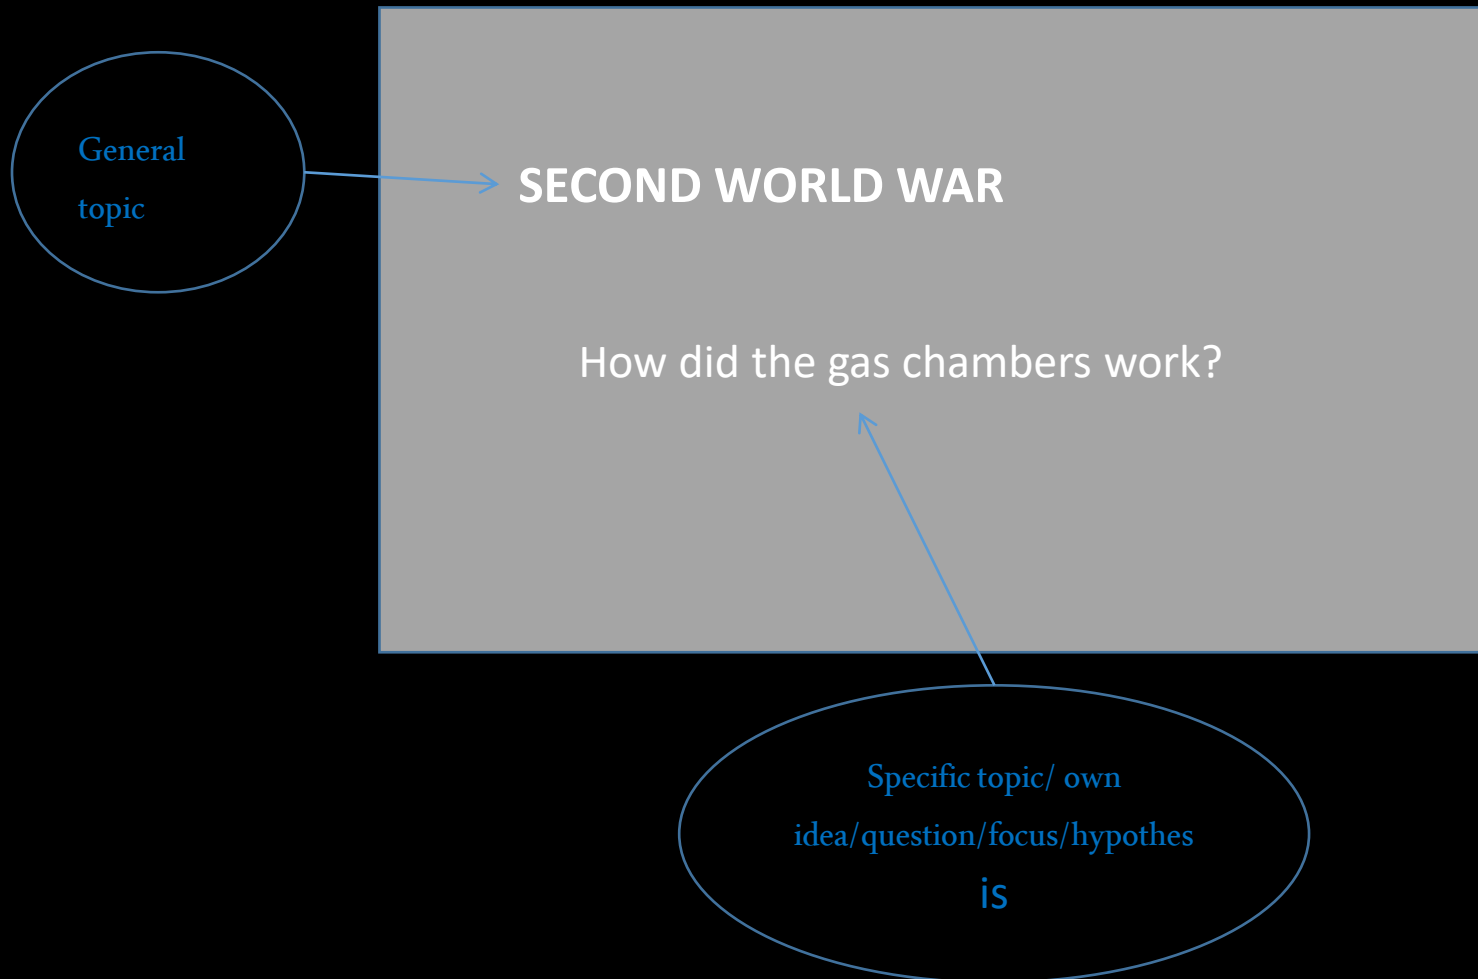 General
topic
SECOND WORLD WAR
How did the gas chambers work?
Specific topic/ own
idea/question/focus/hypothes
is